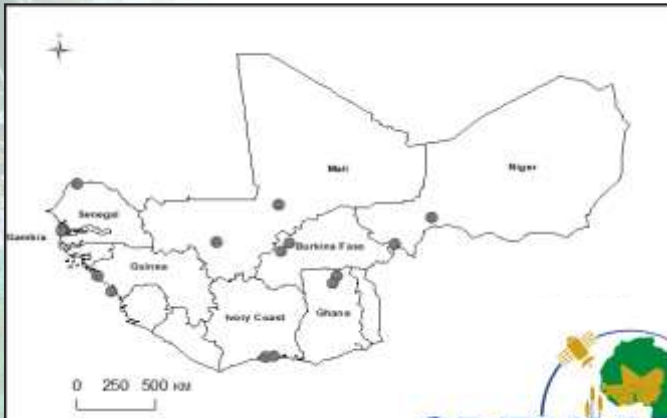 Mali
Niger
Senegal
Gambia
Burkina Faso
Guinea
Ivory Coast
Ghana
0 250 500 KM